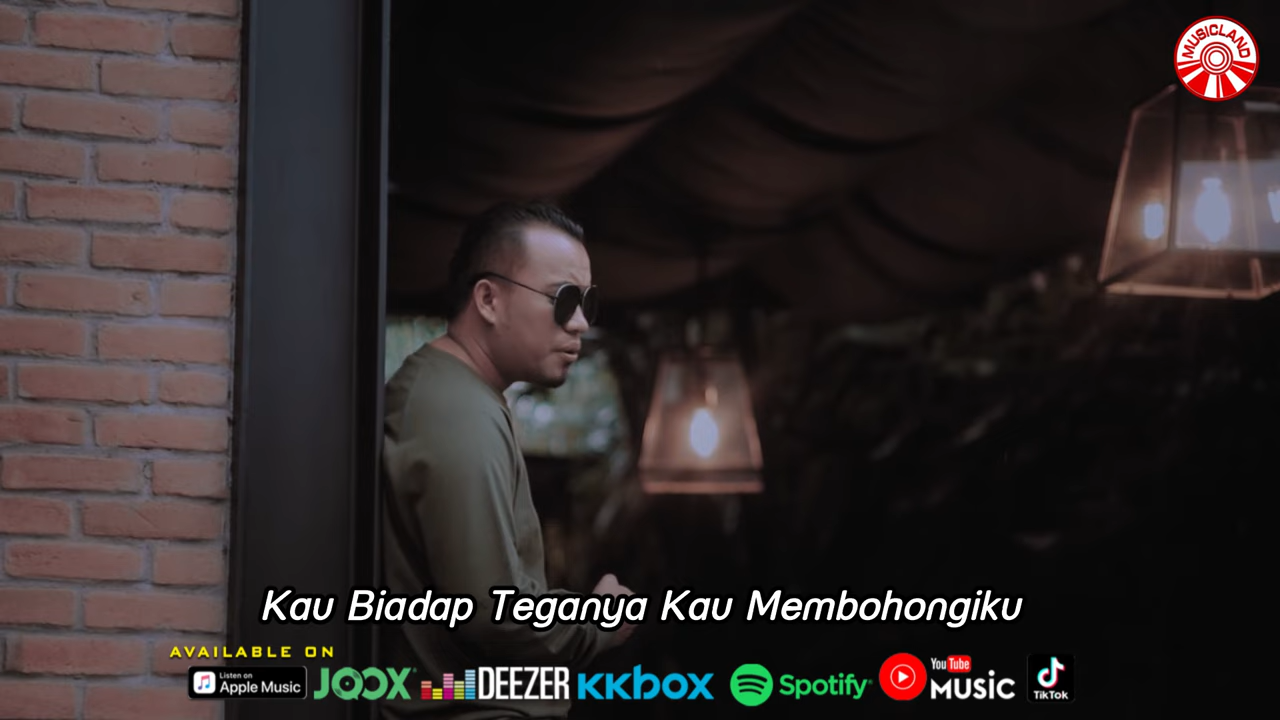 MUSICLAND
Kau Biadap Teganya Kau Membohongiku
AVAILABLE ON
Listen on
Apple Music
JOOX
DEEZER
KKBOX
Spotify
YouTube
MUSIC
TikTok